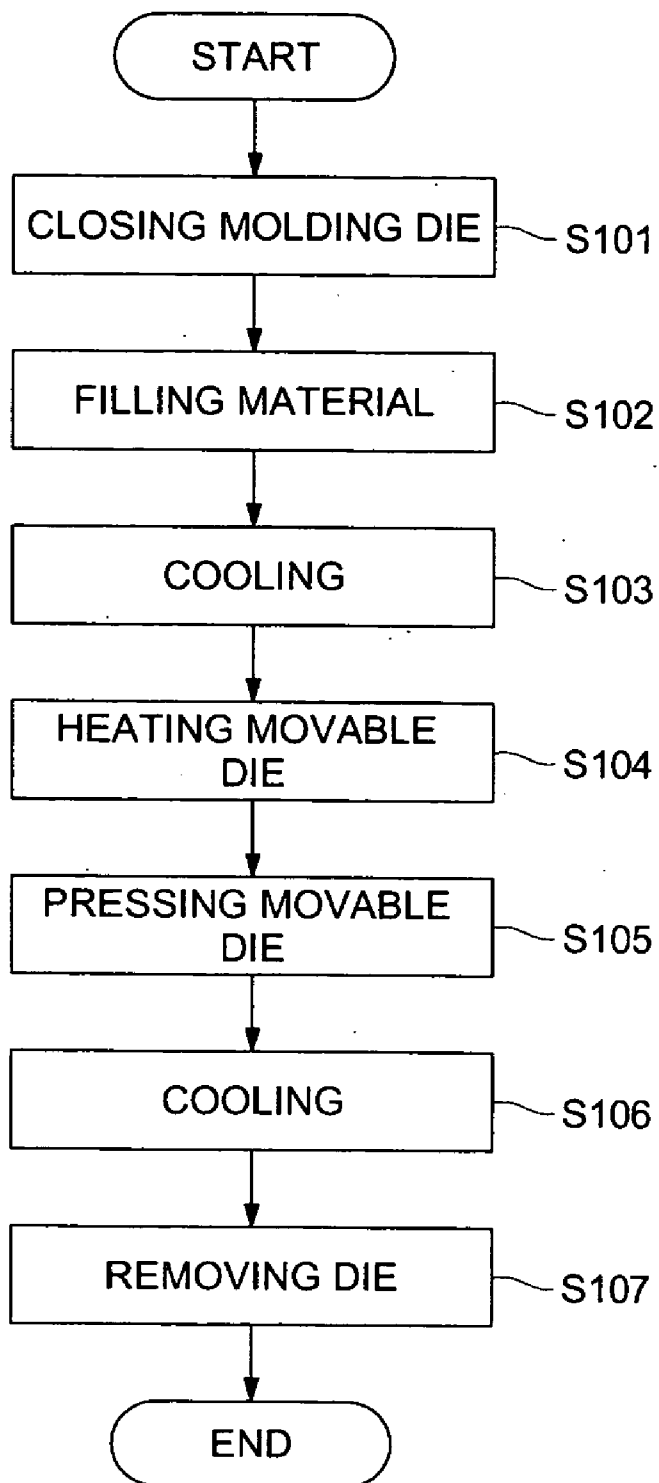 START
CLOSING MOLDING DIE
S101
FILLING MATERIAL
S102
COOLING
S103
HEATING MOVABLE
DIE
S104
PRESSING MOVABLE
DIE
S105
COOLING
S106
REMOVING DIE
S107
END